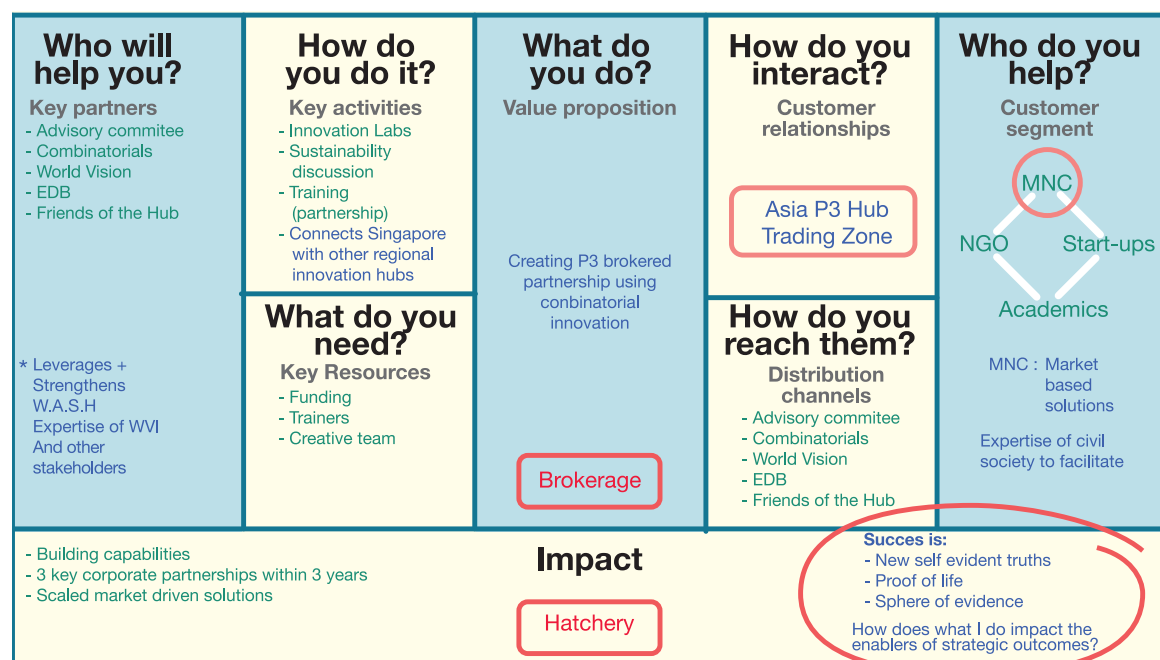 Who will
help you?
Key partners
- Advisory commitee
- Combinatorials
- World Vision
- EDB
- Friends of the Hub
* Leverages +
Strengthens
W.A.S.H
Expertise of WVI
And other
stakeholders
How do
you do it?
Key activities
- Innovation Labs
- Sustainability
discussion
- Training
(partnership)
- Connects Singapore
with other regional
innovation hubs
What do you
need?
Key Resources
- Funding
- Trainers
- Creative team
What do
you do?
Value proposition
Creating P3 brokered
partnership using
conbinatorial
innovation
Brokerage
How do you
interact?
Customer
relationships
Asia P3 Hub
Trading Zone
How do you
reach them?
Distribution
channels
- Advisory commitee
- Combinatorials
- World Vision
- EDB
- Friends of the Hub
Who do you
help?
Customer
segment
MNC
NGO
Start-ups
Academics
MNC : Market
based
solutions
Expertise of civil
society to facilitate
- Building capabilities
- 3 key corporate partnerships within 3 years
- Scaled market driven solutions
Impact
Hatchery
Succes is:
- New self evident truths
- Proof of life
- Sphere of evidence
How does what I do impact the
enablers of strategic outcomes?